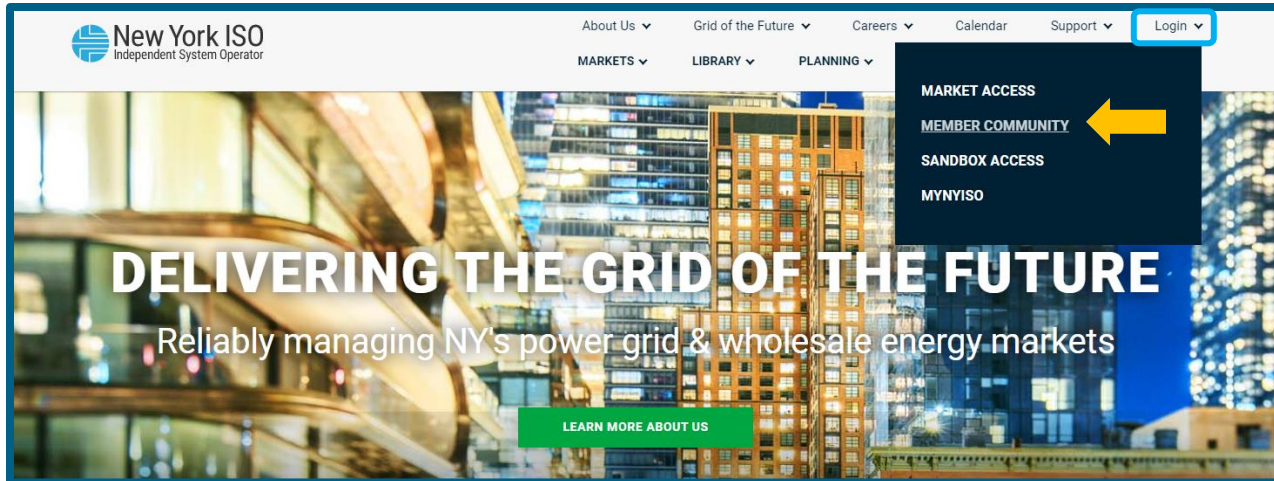 New York ISO
Independent System Operator
About Us
Grid of the Future
Careers
Calendar
Support
Login
MARKETS
LIBRARY
PLANNING
MARKET ACCESS
MEMBER COMMUNITY
SANDBOX ACCESS
MYNYISO
DELIVERING THE GRID OF THE FUTURE
Reliably managing NY's power grid & wholesale energy markets
LEARN MORE ABOUT US